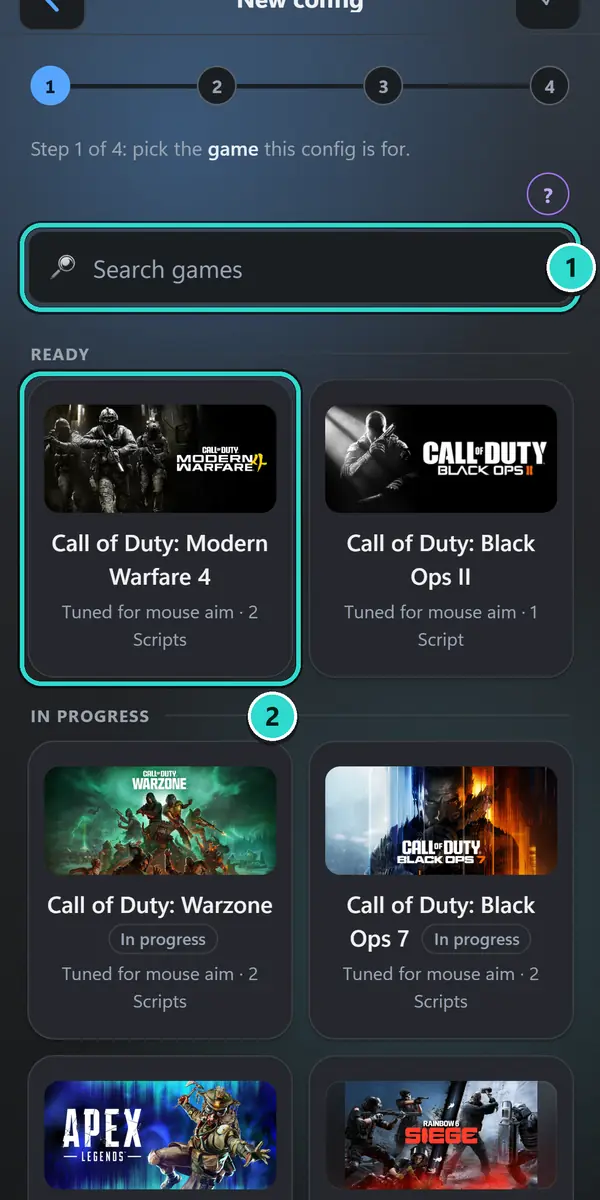 New config
1
2
3
4
Step 1 of 4: pick the game this config is for.
?
Search games
1
READY
CALL OF DUTY
MODERN
WARFARE 4
CALL OF DUTY
BLACK OPS II
Call of Duty: Modern
Warfare 4
Tuned for mouse aim · 2
Scripts
Call of Duty: Black
Ops II
Tuned for mouse aim · 1
Script
IN PROGRESS
2
CALL OF DUTY
WARZONE
CALL OF DUTY
BLACK OPS 7
Call of Duty: Warzone
In progress
Tuned for mouse aim · 2
Scripts
Call of Duty: Black
Ops 7 In progress
Tuned for mouse aim · 2
Scripts
APEX
LEGENDS
RAINBOW 6
SIEGE